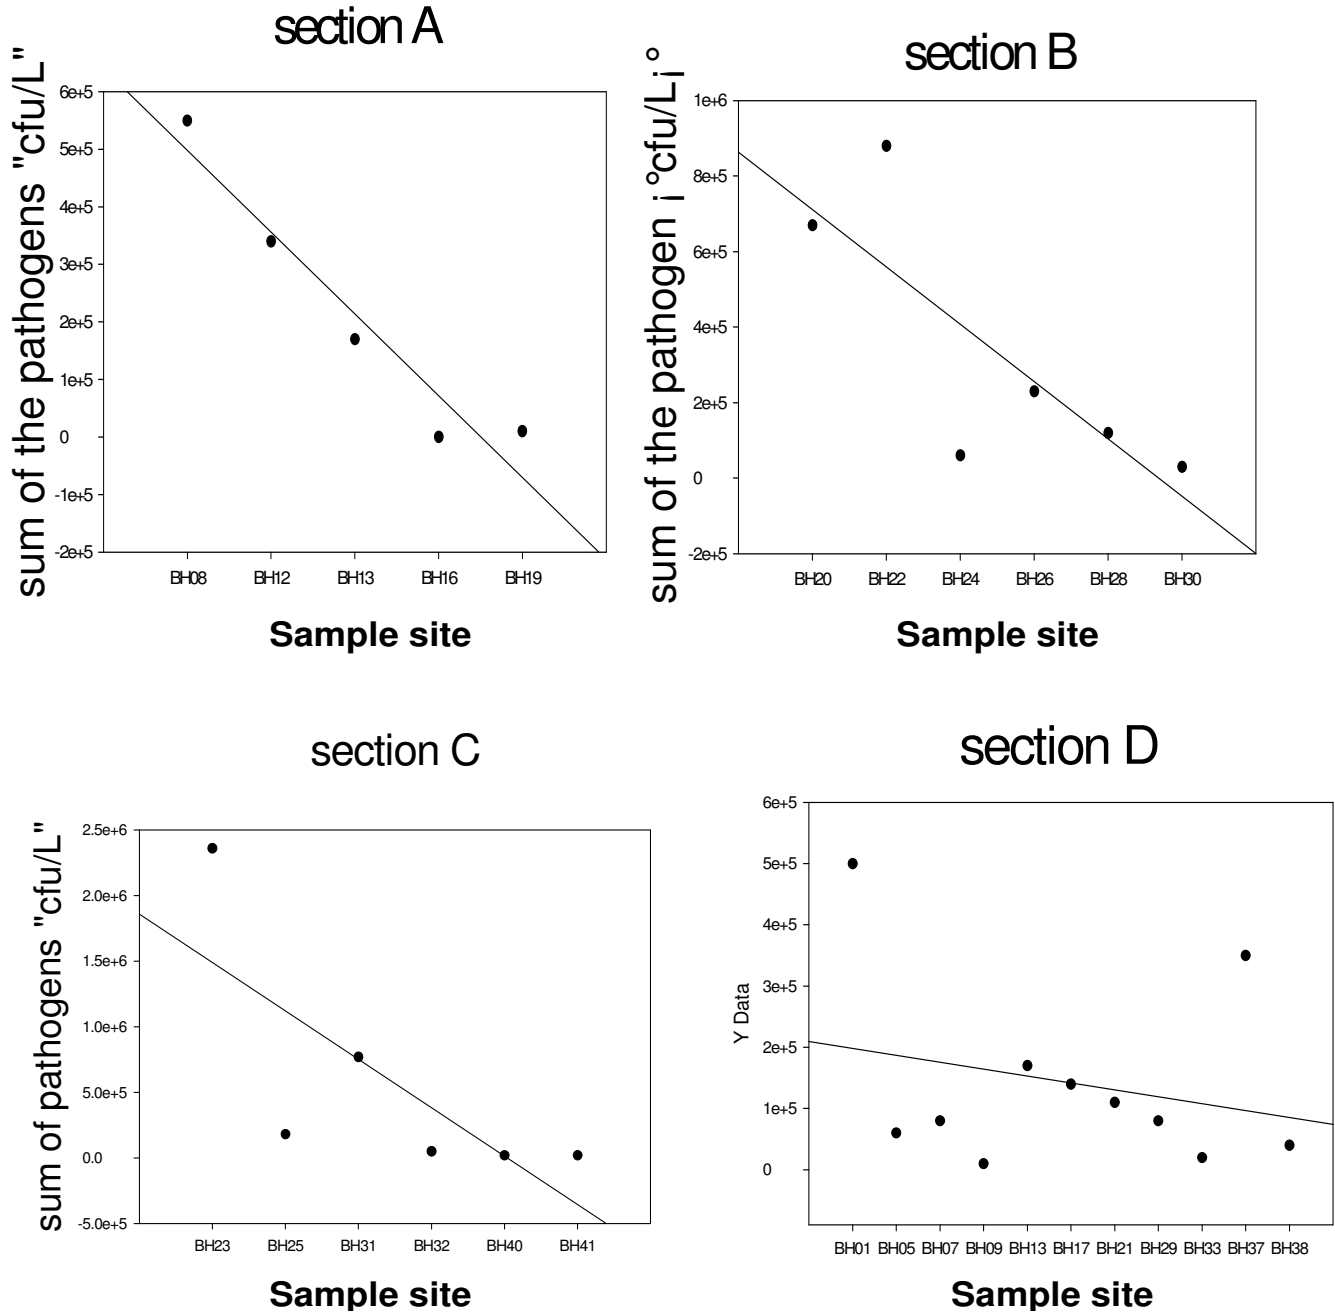 section A
sum of the pathogens "cfu/L"
6e+5
5e+5
4e+5
3e+5
2e+5
1e+5
0
-1e+5
-2e+5
BH08 BH12 BH13 BH16 BH19
Sample site
section B
sum of the pathogen ¡°cfu/L¡°
1e+6
8e+5
6e+5
4e+5
2e+5
0
-2e+5
BH20 BH22 BH24 BH26 BH28 BH30
Sample site
section C
sum of pathogens "cfu/L"
2.5e+6
2.0e+6
1.5e+6
1.0e+6
5.0e+5
0.0
-5.0e+5
BH23 BH25 BH31 BH32 BH40 BH41
Sample site
section D
Y Data
6e+5
5e+5
4e+5
3e+5
2e+5
1e+5
0
BH01 BH05 BH07 BH09 BH13 BH17 BH21 BH29 BH33 BH37 BH38
Sample site